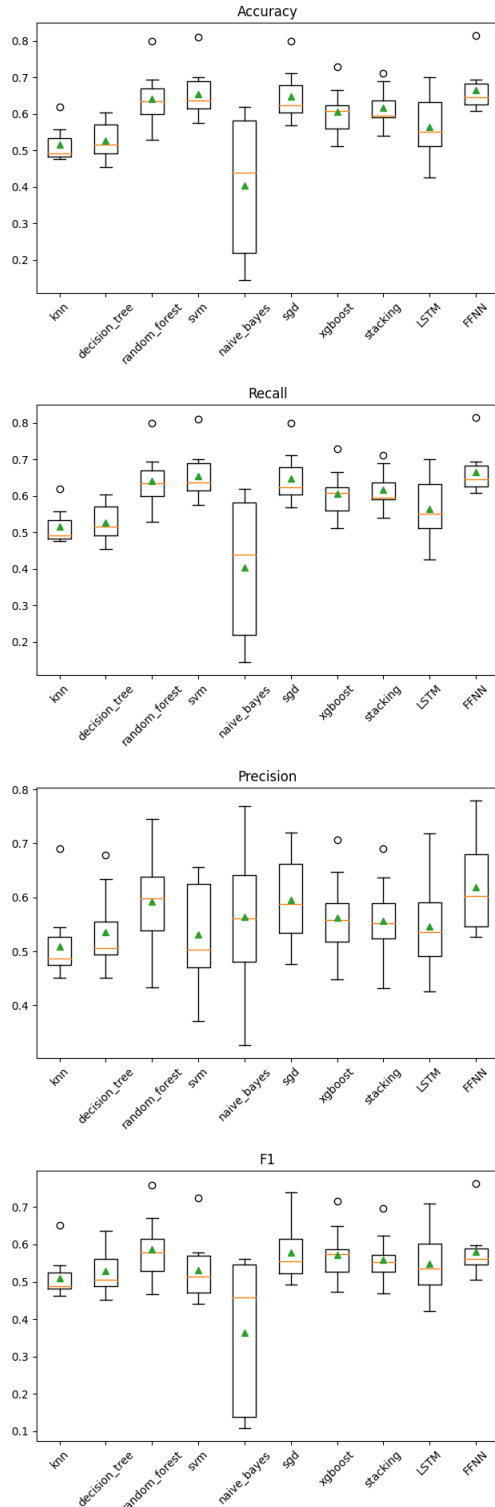 Accuracy
0.8
0.7
0.6
0.5
0.4
0.3
0.2
knn
decision_tree
random_forest
svm
naive_bayes
sgd
xgboost
stacking
LSTM
FFNN
Recall
0.8
0.7
0.6
0.5
0.4
0.3
0.2
knn
decision_tree
random_forest
svm
naive_bayes
sgd
xgboost
stacking
LSTM
FFNN
Precision
0.8
0.7
0.6
0.5
0.4
knn
decision_tree
random_forest
svm
naive_bayes
sgd
xgboost
stacking
LSTM
FFNN
F1
0.7
0.6
0.5
0.4
0.3
0.2
0.1
knn
decision_tree
random_forest
svm
naive_bayes
sgd
xgboost
stacking
LSTM
FFNN